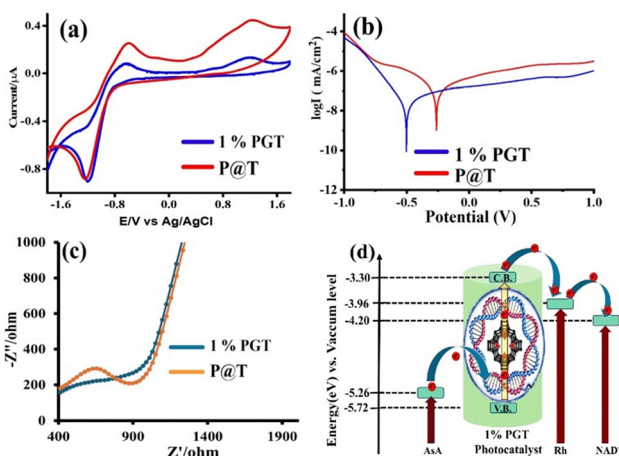 (a)
Current/µA
0.4
0.0
-0.4
-0.8
1 % PGT
P@T
-1.6
-0.8
0.0
0.8
1.6
E/V vs Ag/AgCl
(b)
logI ( mA/cm²)
-4
-6
-8
-10
-12
1 % PGT
P@T
-1.0
-0.5
0.0
0.5
1.0
Potential (V)
(c)
-Z''/ohm
1000
800
600
400
200
0
1 % PGT
P@T
400
900
1400
1900
Z'/ohm
(d)
Energy(eV) vs. Vaccum level
-3.30
-3.96
-4.20
-5.26
-5.72
C.B.
V.B.
1% PGT
Photocatalyst
AsA
Rh